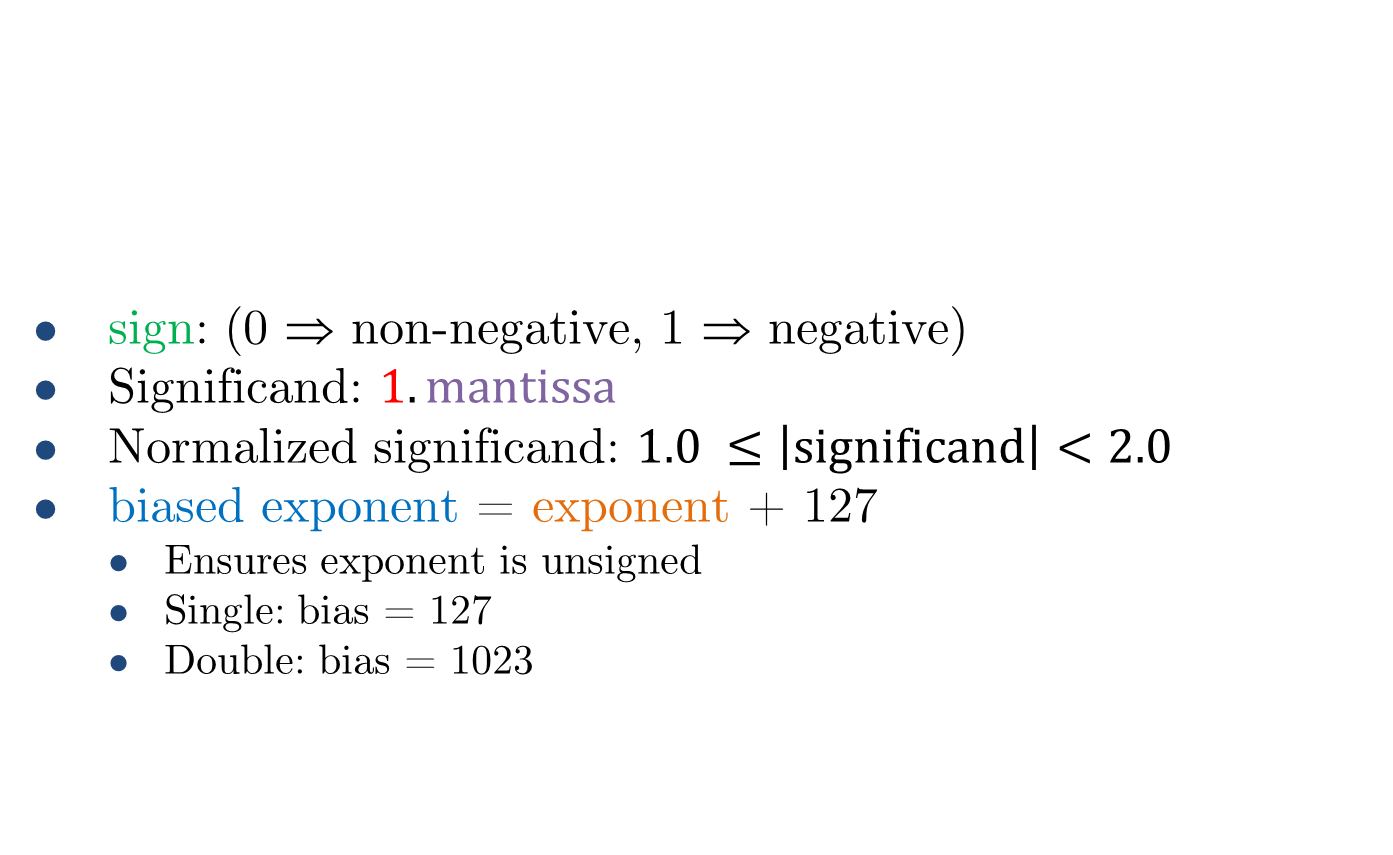 • sign: (0 ⇒ non-negative, 1 ⇒ negative)
• Significand: 1.mantissa
• Normalized significand: 1.0 ≤ |significand| < 2.0
• biased exponent = exponent + 127
• Ensures exponent is unsigned
• Single: bias = 127
• Double: bias = 1023